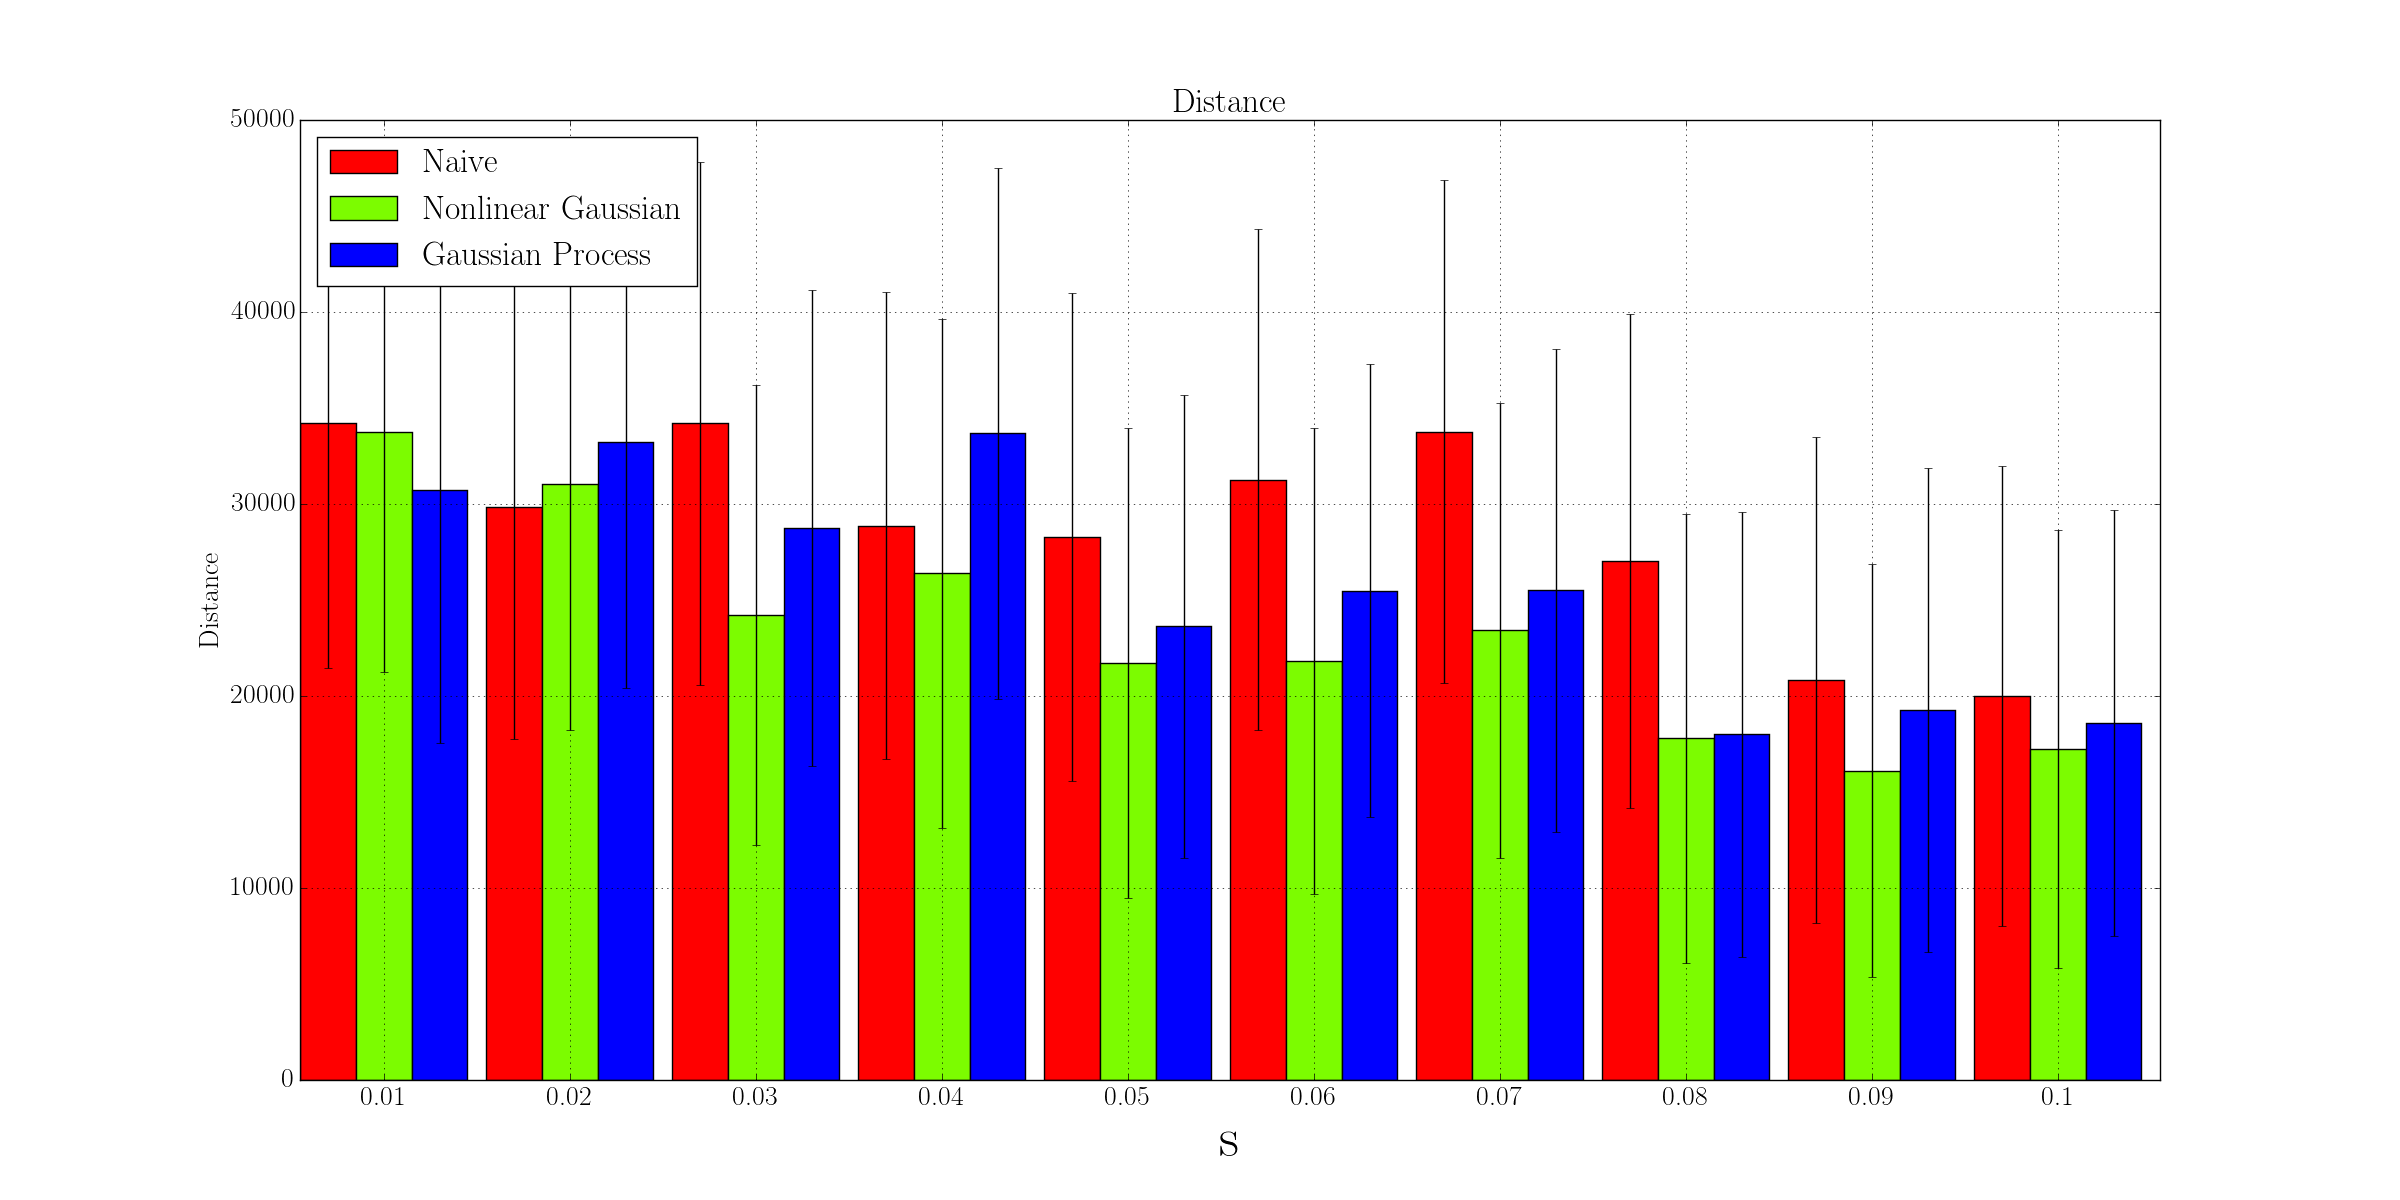 Distance
50000
40000
30000
20000
10000
0
Distance
Naive
Nonlinear Gaussian
Gaussian Process
0.01 0.02 0.03 0.04 0.05 0.06 0.07 0.08 0.09 0.1
S